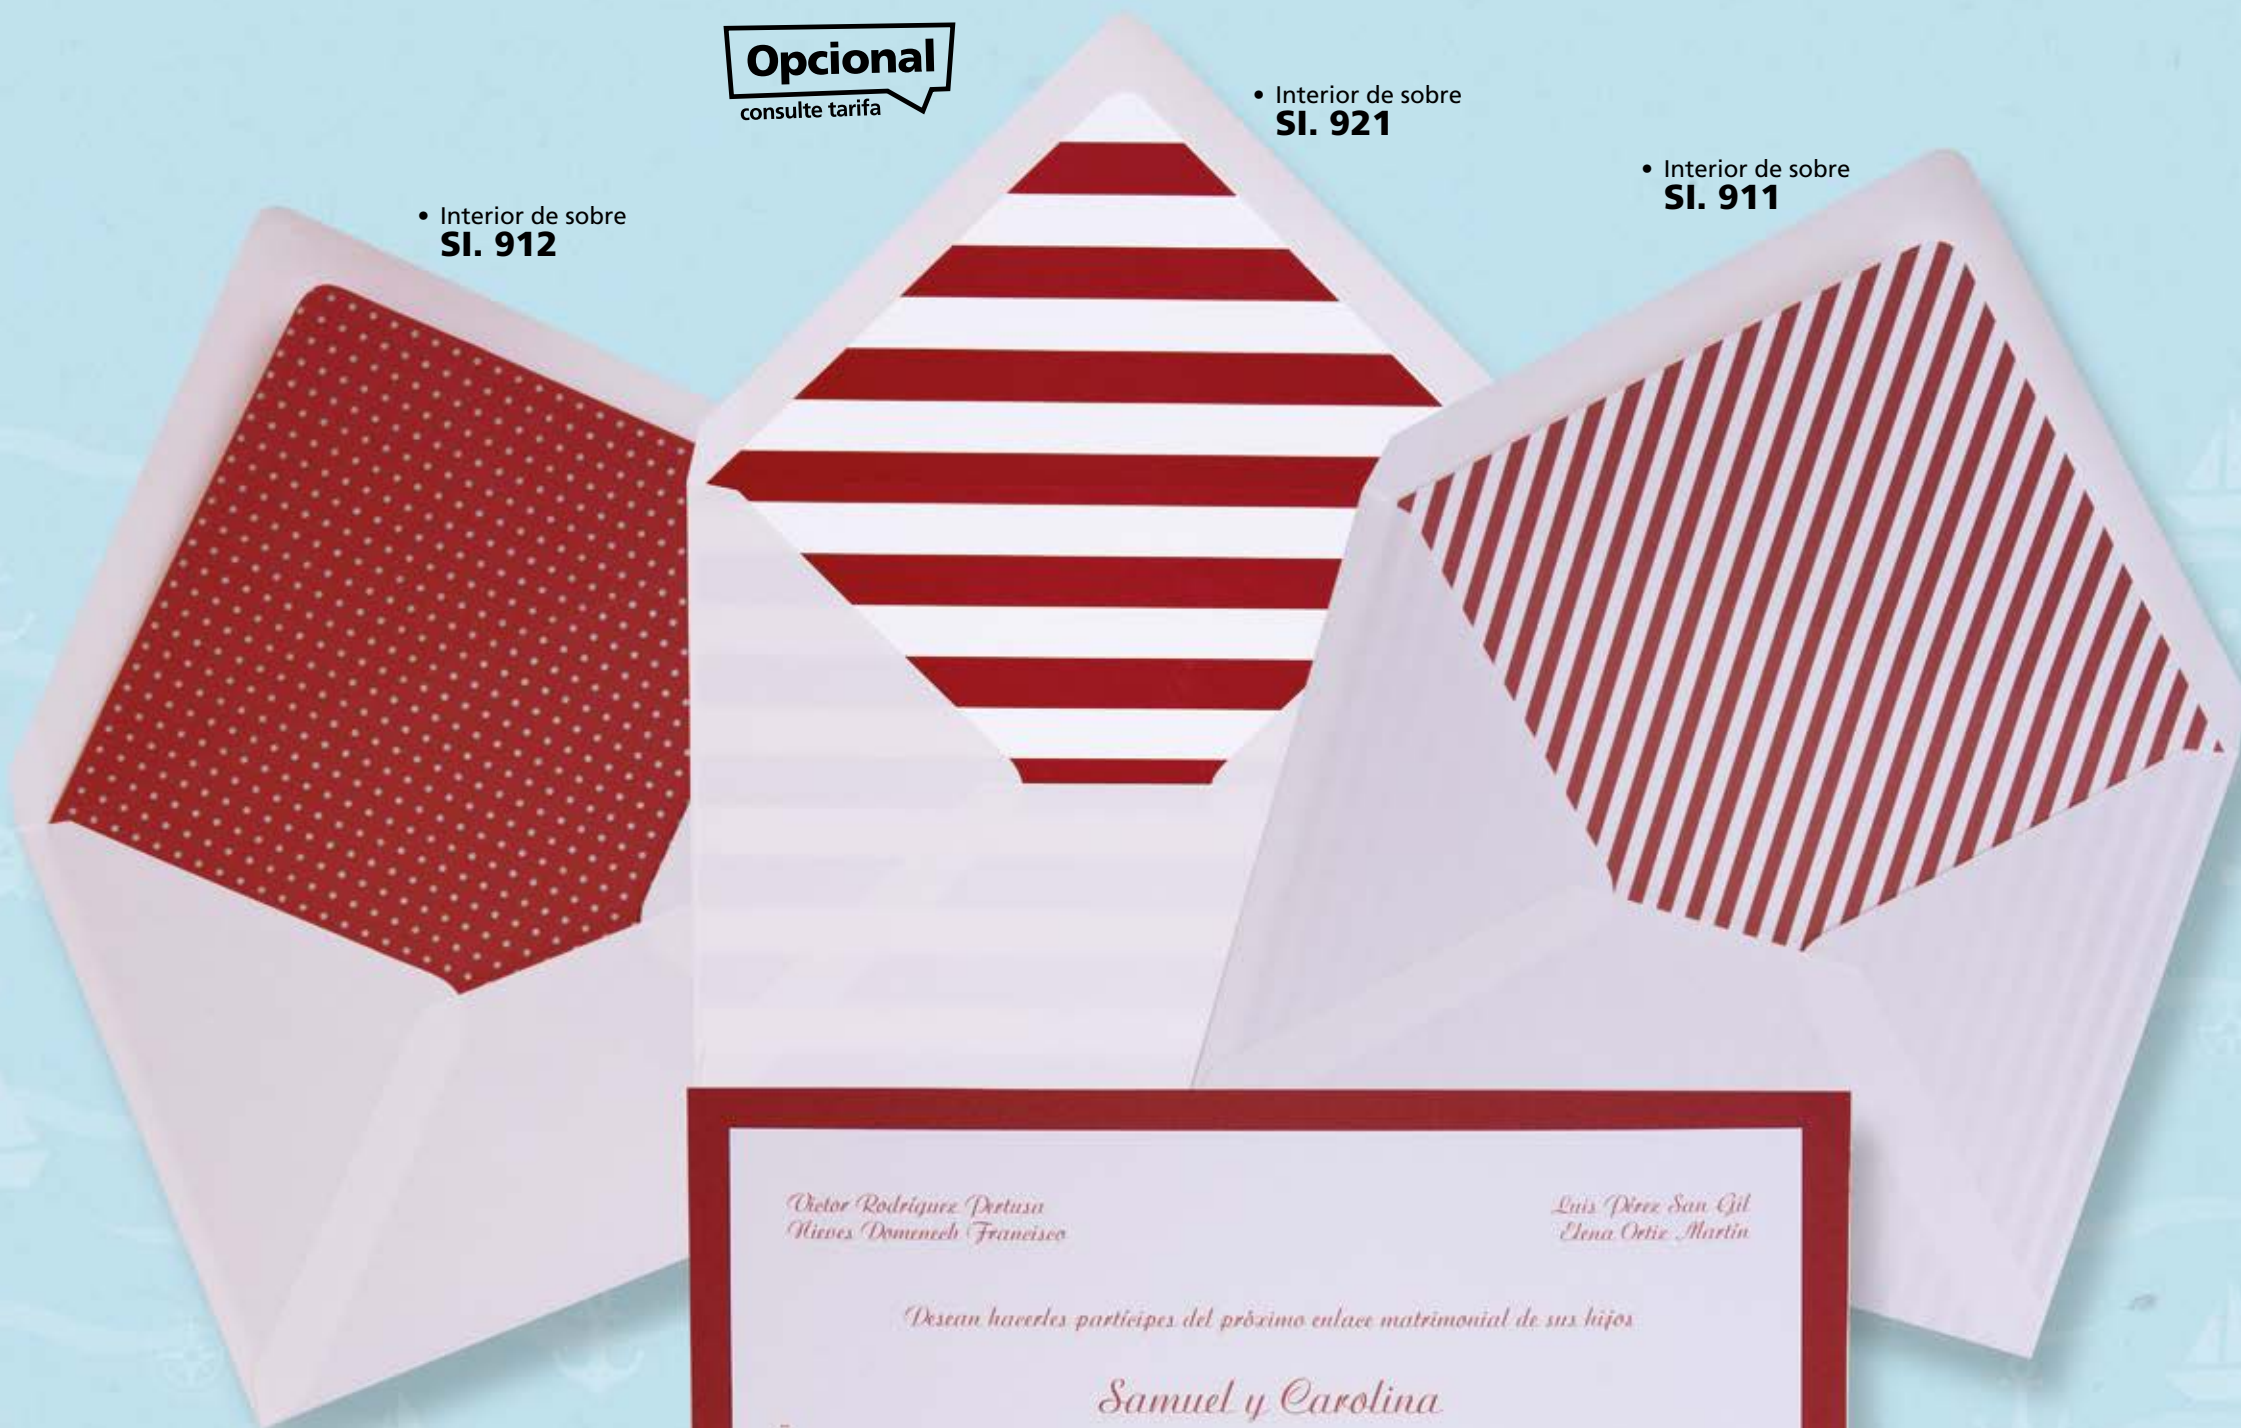 Opcional
consulte tarifa
• Interior de sobre
SI. 921
• Interior de sobre
SI. 911
• Interior de sobre
SI. 912
Victor Rodríguez Pertusa
Nieves Domenech Francisco
Luis Pérez San Gil
Elena Ortiz Martín
Desean hacerles partícipes del próximo enlace matrimonial de sus hijos
Samuel y Carolina